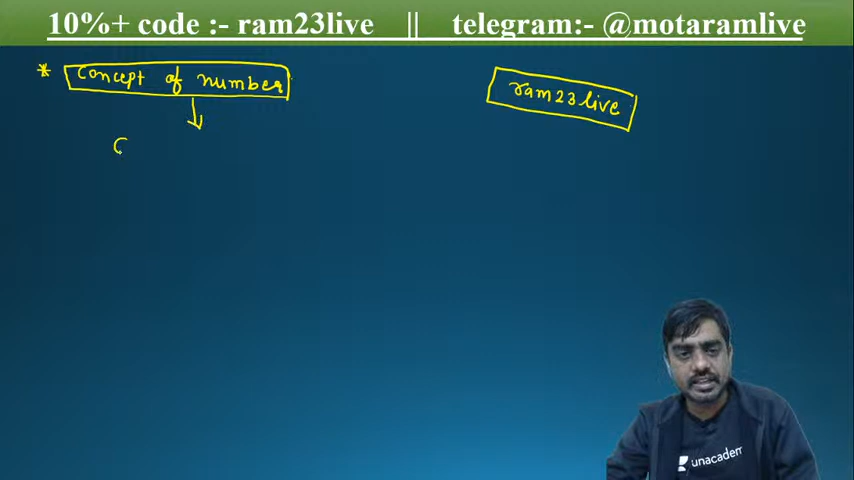 10%+ code :- ram23live || telegram:- @motaramlive
* Concept of number
ram23live
C
unacadem